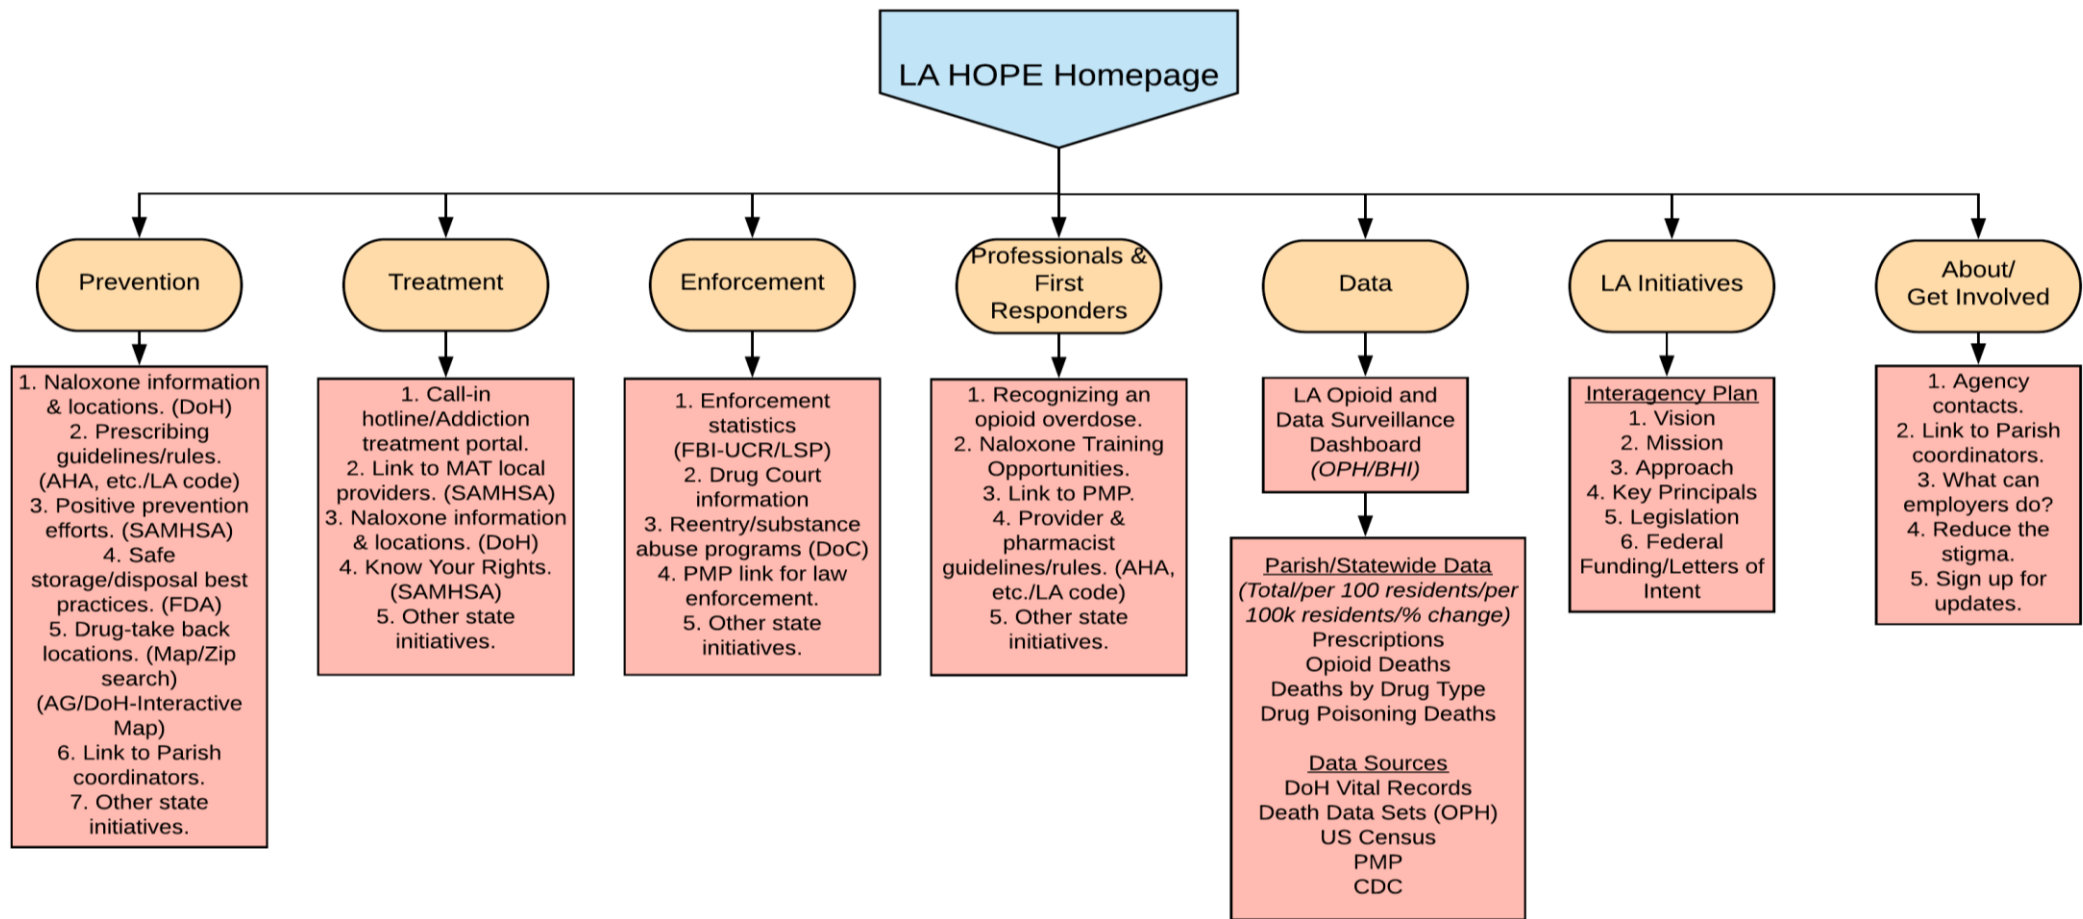 LA HOPE Homepage
Prevention
1. Naloxone information
& locations. (DoH)
2. Prescribing
guidelines/rules.
(AHA, etc./LA code)
3. Positive prevention
efforts. (SAMHSA)
4. Safe
storage/disposal best
practices. (FDA)
5. Drug-take back
locations. (Map/Zip
search)
(AG/DoH-Interactive
Map)
6. Link to Parish
coordinators.
7. Other state
initiatives.
Treatment
1. Call-in
hotline/Addiction
treatment portal.
2. Link to MAT local
providers. (SAMHSA)
3. Naloxone information
& locations. (DoH)
4. Know Your Rights.
(SAMHSA)
5. Other state
initiatives.
Enforcement
1. Enforcement
statistics
(FBI-UCR/LSP)
2. Drug Court
information
3. Reentry/substance
abuse programs (DoC)
4. PMP link for law
enforcement.
5. Other state
initiatives.
Professionals &
First
Responders
1. Recognizing an
opioid overdose.
2. Naloxone Training
Opportunities.
3. Link to PMP.
4. Provider &
pharmacist
guidelines/rules. (AHA,
etc./LA code)
5. Other state
initiatives.
Data
LA Opioid and
Data Surveillance
Dashboard
(OPH/BHI)
Parish/Statewide Data
(Total/per 100 residents/per
100k residents/% change)
Prescriptions
Opioid Deaths
Deaths by Drug Type
Drug Poisoning Deaths
Data Sources
DoH Vital Records
Death Data Sets (OPH)
US Census
PMP
CDC
LA Initiatives
Interagency Plan
1. Vision
2. Mission
3. Approach
4. Key Principals
5. Legislation
6. Federal
Funding/Letters of
Intent
About/
Get Involved
1. Agency
contacts.
2. Link to Parish
coordinators.
3. What can
employers do?
4. Reduce the
stigma.
5. Sign up for
updates.